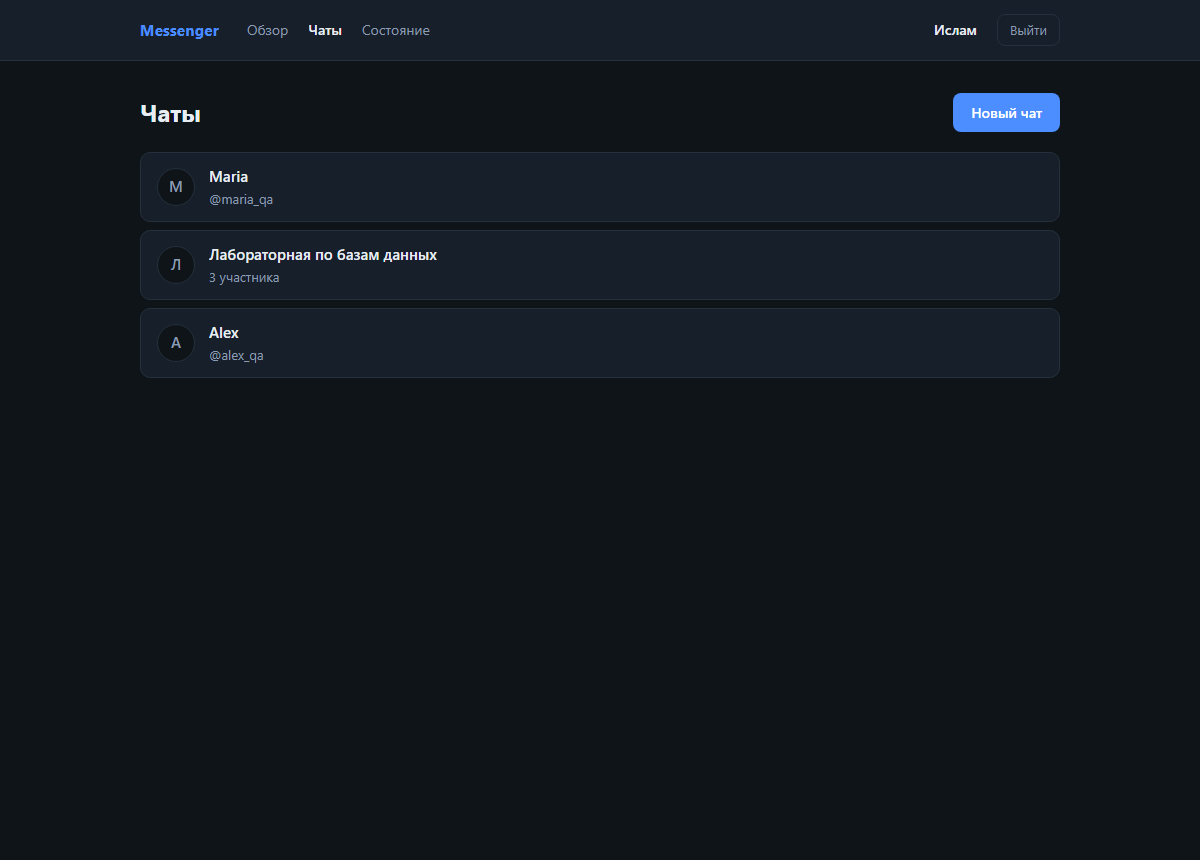 Messenger Обзор Чаты Состояние Ислам Выйти
Чаты Новый чат
M Maria
@maria_qa
Л Лабораторная по базам данных
3 участника
A Alex
@alex_qa